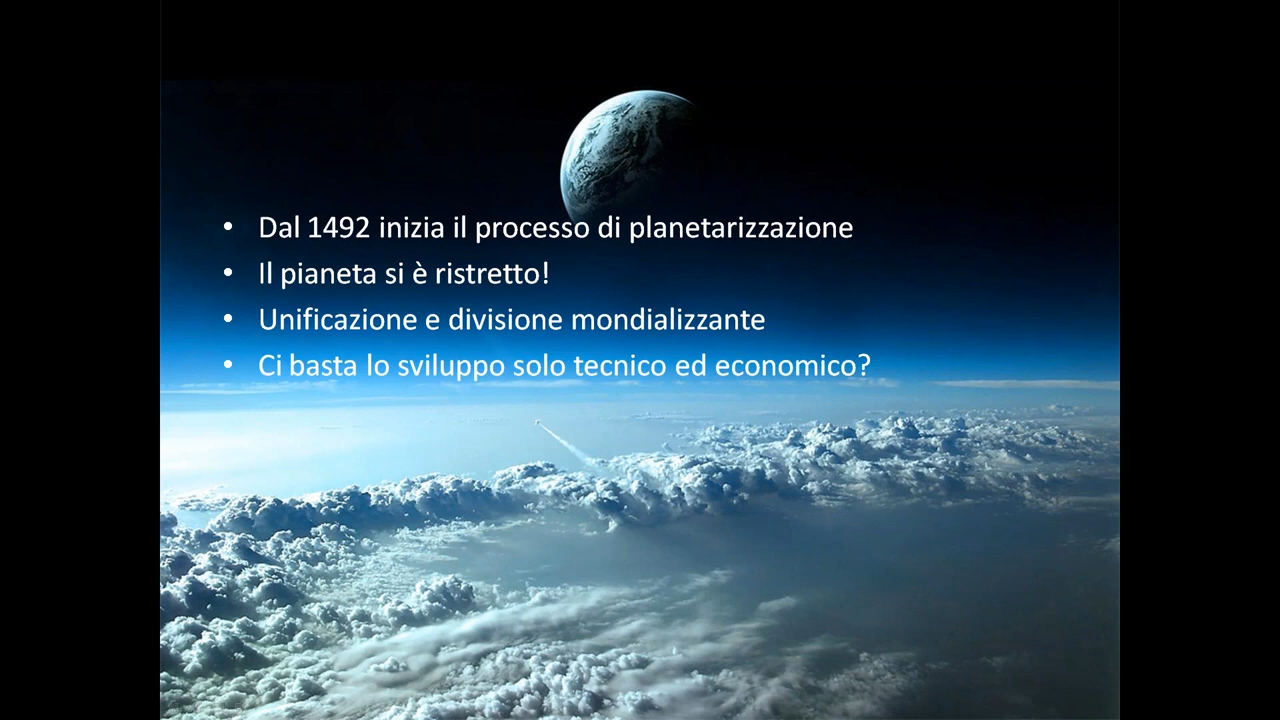 • Dal 1492 inizia il processo di planetarizzazione
• Il pianeta si è ristretto!
• Unificazione e divisione mondializzante
• Ci basta lo sviluppo solo tecnico ed economico?